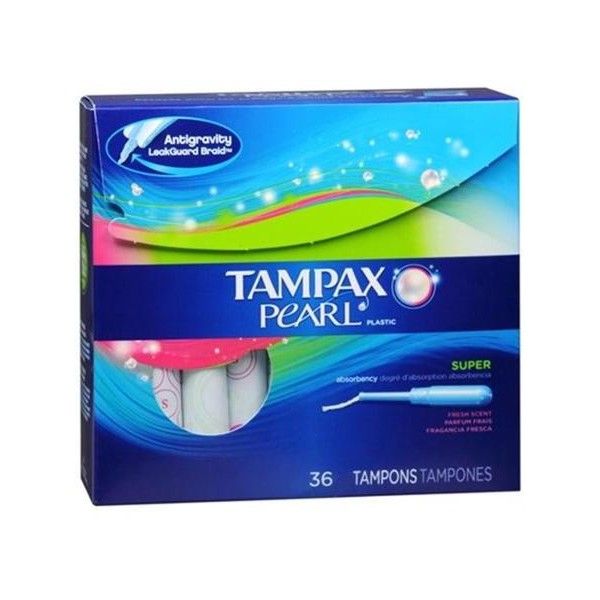 Antigravity
LeakGuard Braid™
TAMPAX
PEARL PLASTIC
SUPER
absorbency degré d'absorption absorbencia
FRESH SCENT
PARFUM FRAIS
FRAGANCIA FRESCA
36 TAMPONS TAMPONES
S